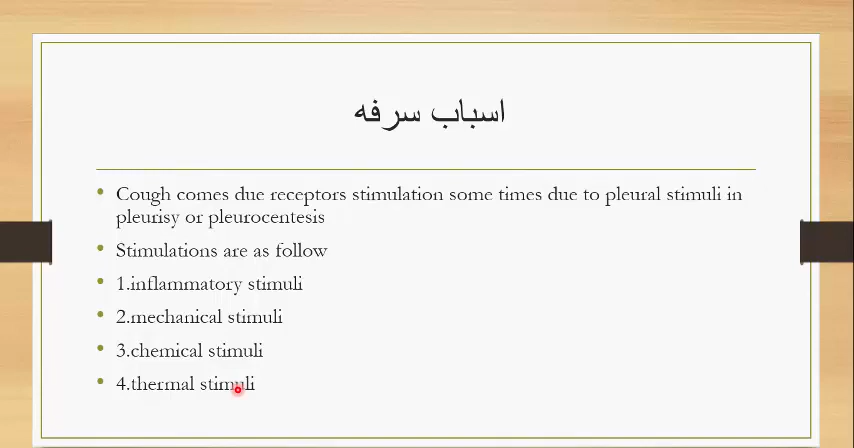 اسباب سرفه
• Cough comes due receptors stimulation some times due to pleural stimuli in
pleurisy or pleurocentesis
• Stimulations are as follow
• 1.inflammatory stimuli
• 2.mechanical stimuli
• 3.chemical stimuli
• 4.thermal stimuli